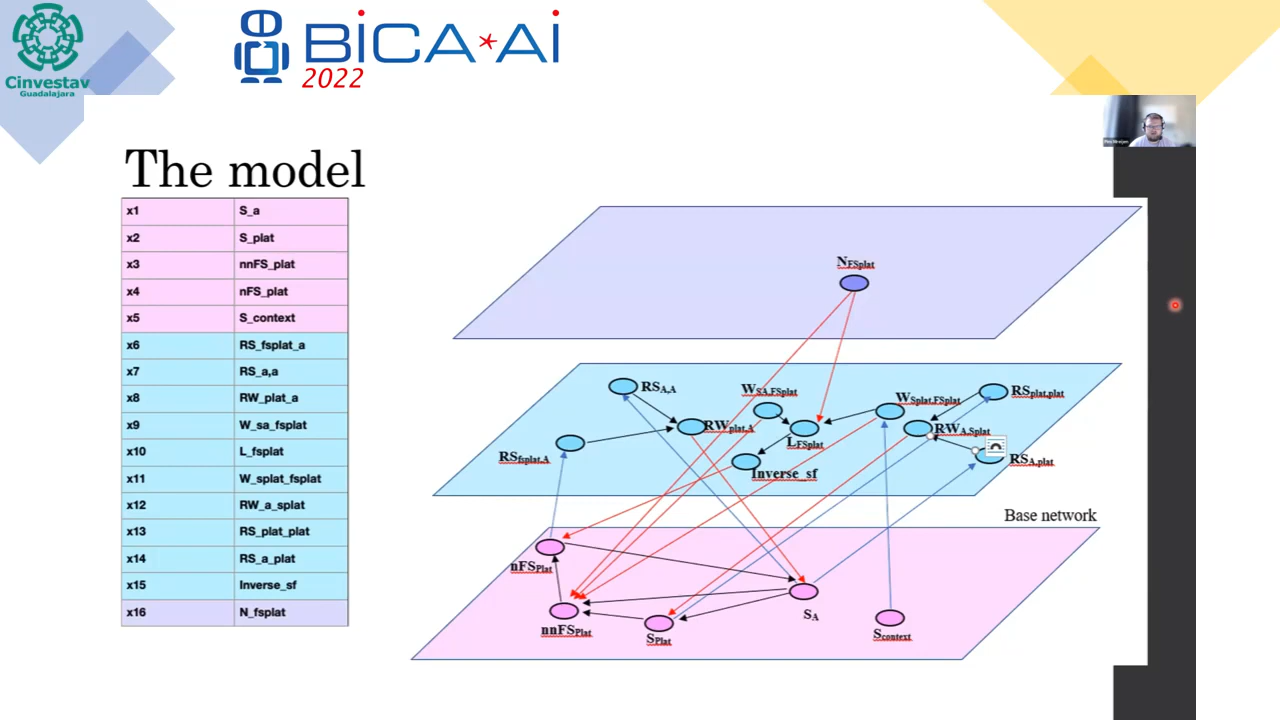 Cinvestav
Guadalajara
BiCA*Ai
2022
The model
x1 S_a
x2 S_plat
x3 nnFS_plat
x4 nFS_plat
x5 S_context
x6 RS_fsplat_a
x7 RS_a,a
x8 RW_plat_a
x9 W_sa_fsplat
x10 L_fsplat
x11 W_splat_fsplat
x12 RW_a_splat
x13 RS_plat_plat
x14 RS_a_plat
x15 Inverse_sf
x16 N_fsplat
NFSplat
RSA,A
WSA,FSplat
WSplat,FSplat
RSplat,plat
RWplat,A
LFSplat
RWA,Splat
RSfsplat,A
Inverse_sf
RSA,plat
Base network
nFSPlat
SA
nnFSPlat
SPlat
Scontext